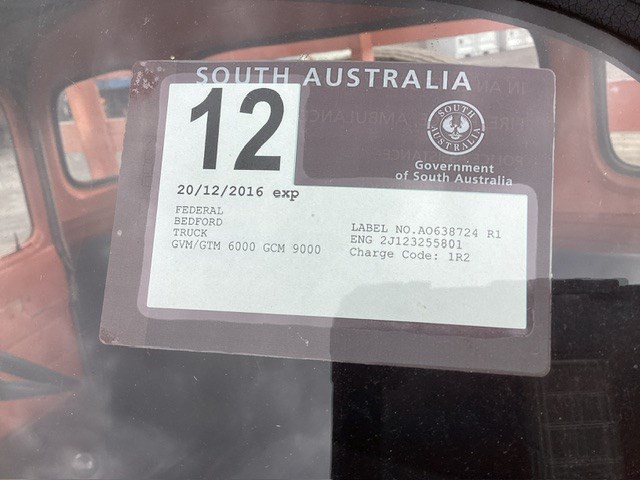 SOUTH AUSTRALIA
12
SOUTH AUSTRALIA
Government
of South Australia
20/12/2016 exp
FEDERAL
BEDFORD
TRUCK
GVM/GTM 6000 GCM 9000
LABEL NO.A0638724 R1
ENG 2J123255801
Charge Code: 1R2